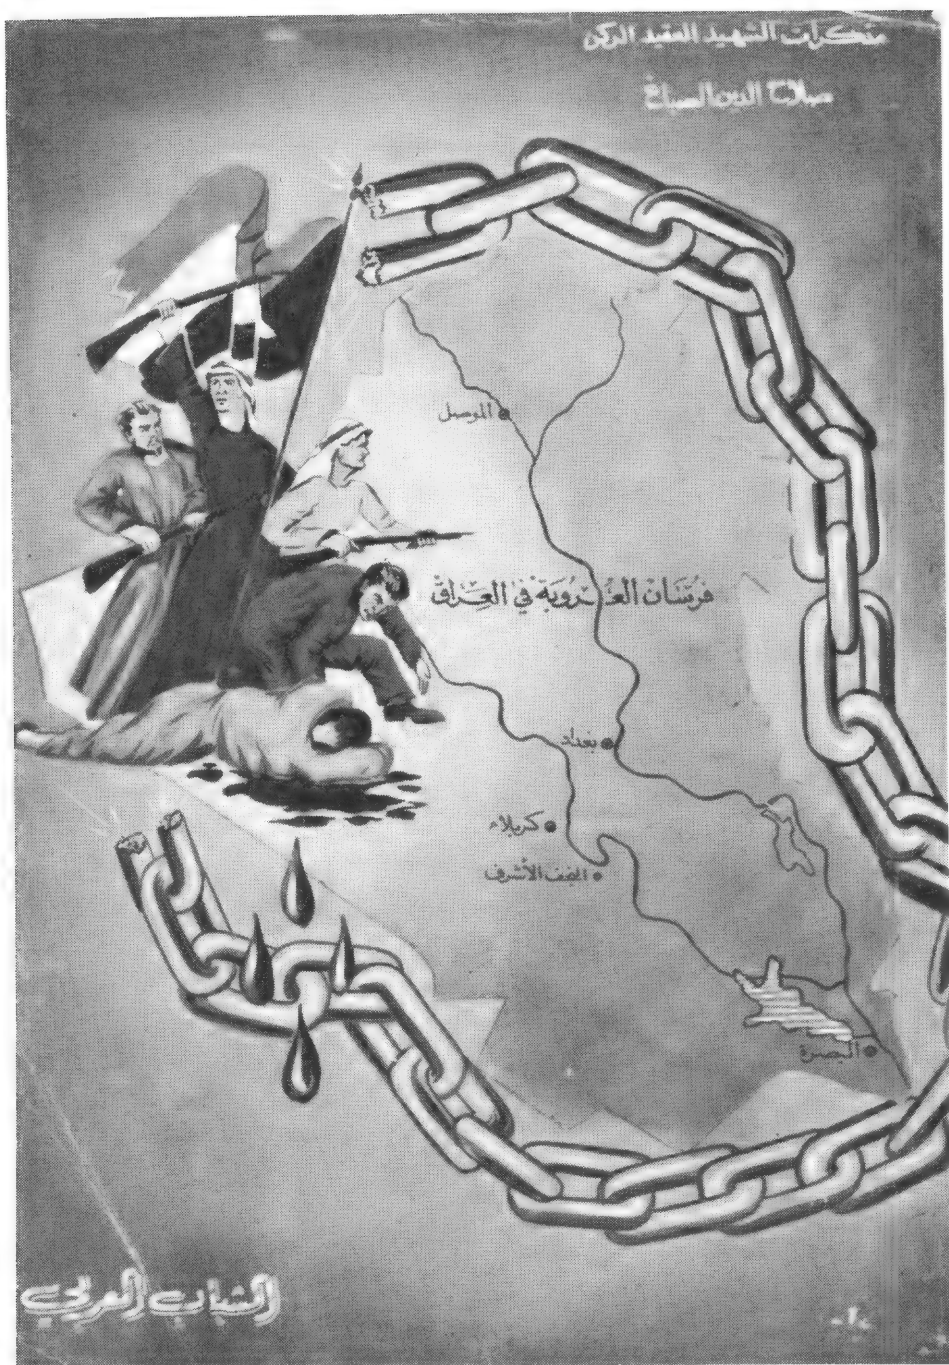 مذكرات الشهيد العقيد الركن
صلاح الدين الصباغ
الموصل
فرسان العروبة في العراق
بغداد
كربلاء
النجف الأشرف
البصرة
الشباب العربي